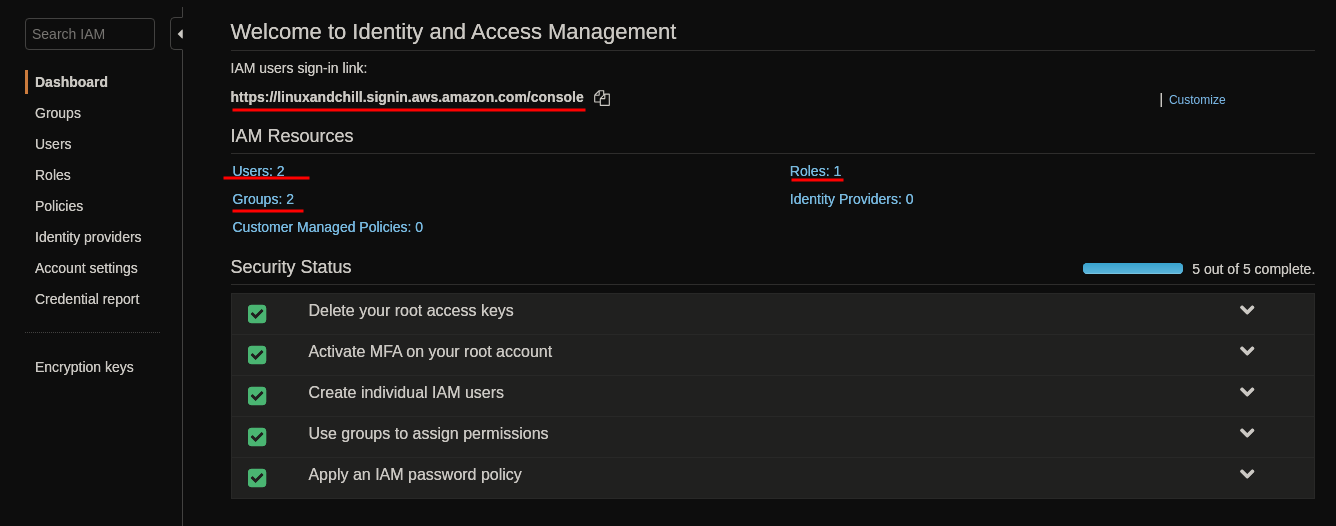 Search IAM
Dashboard
Groups
Users
Roles
Policies
Identity providers
Account settings
Credential report
Encryption keys
Welcome to Identity and Access Management
IAM users sign-in link:
https://linuxandchill.signin.aws.amazon.com/console
| Customize
IAM Resources
Users: 2
Roles: 1
Groups: 2
Identity Providers: 0
Customer Managed Policies: 0
Security Status
5 out of 5 complete.
Delete your root access keys
Activate MFA on your root account
Create individual IAM users
Use groups to assign permissions
Apply an IAM password policy